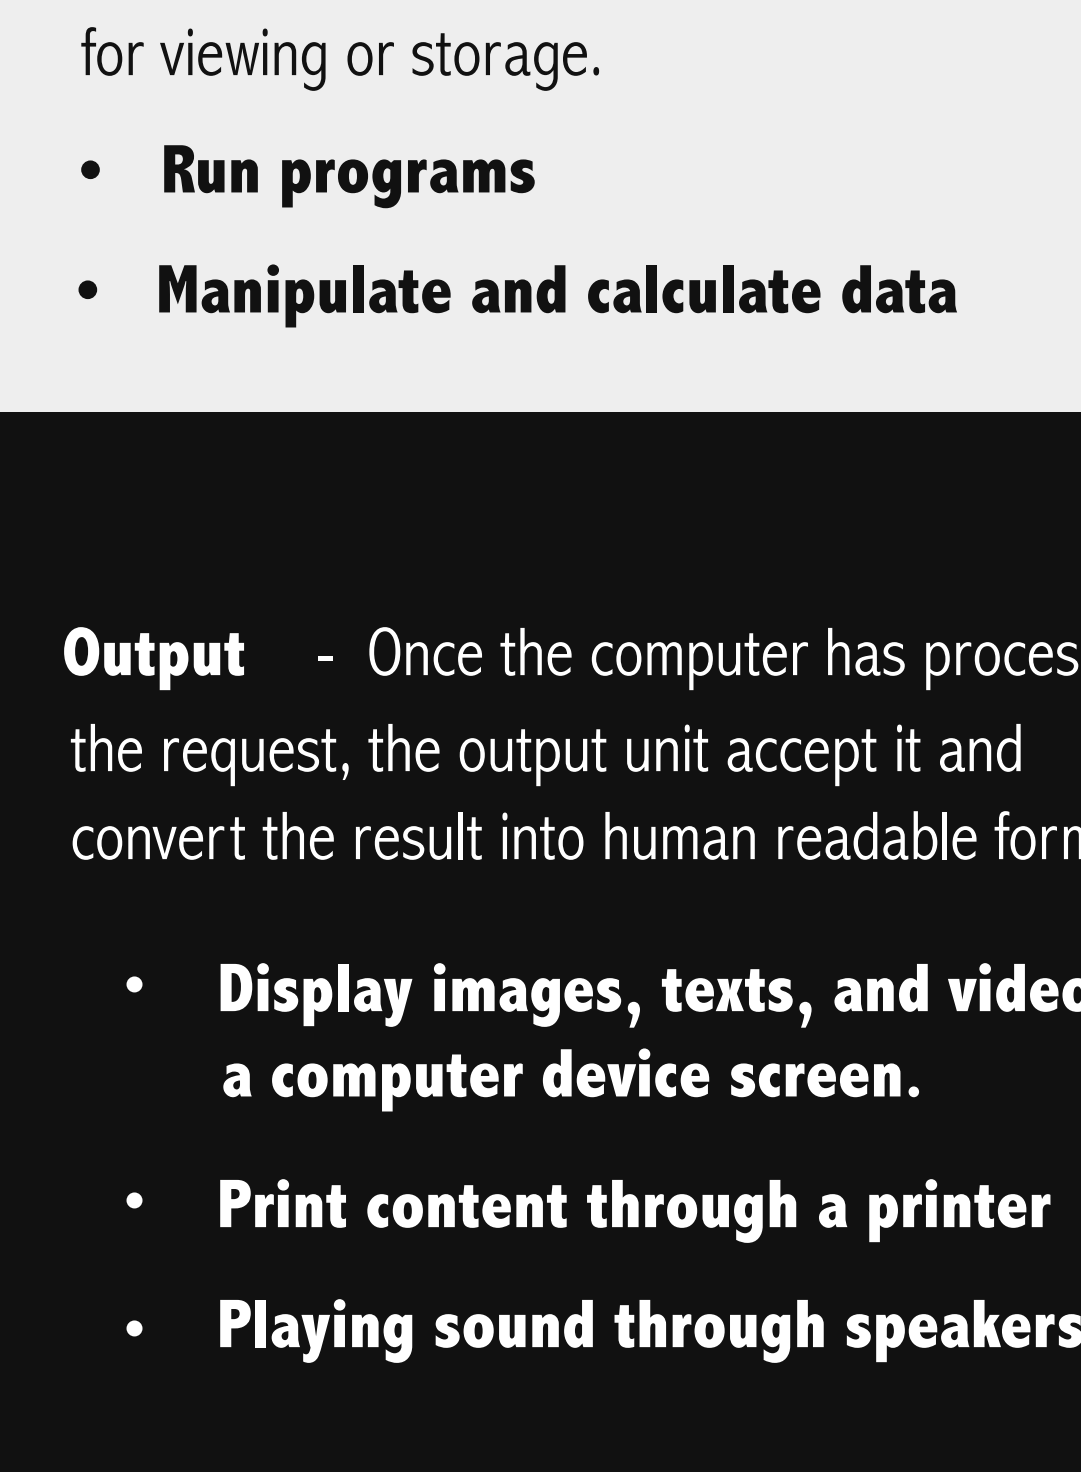 for viewing or storage.
• Run programs
• Manipulate and calculate data
Output - Once the computer has proces
the request, the output unit accept it and
convert the result into human readable form
• Display images, texts, and video
a computer device screen.
• Print content through a printer
• Playing sound through speakers